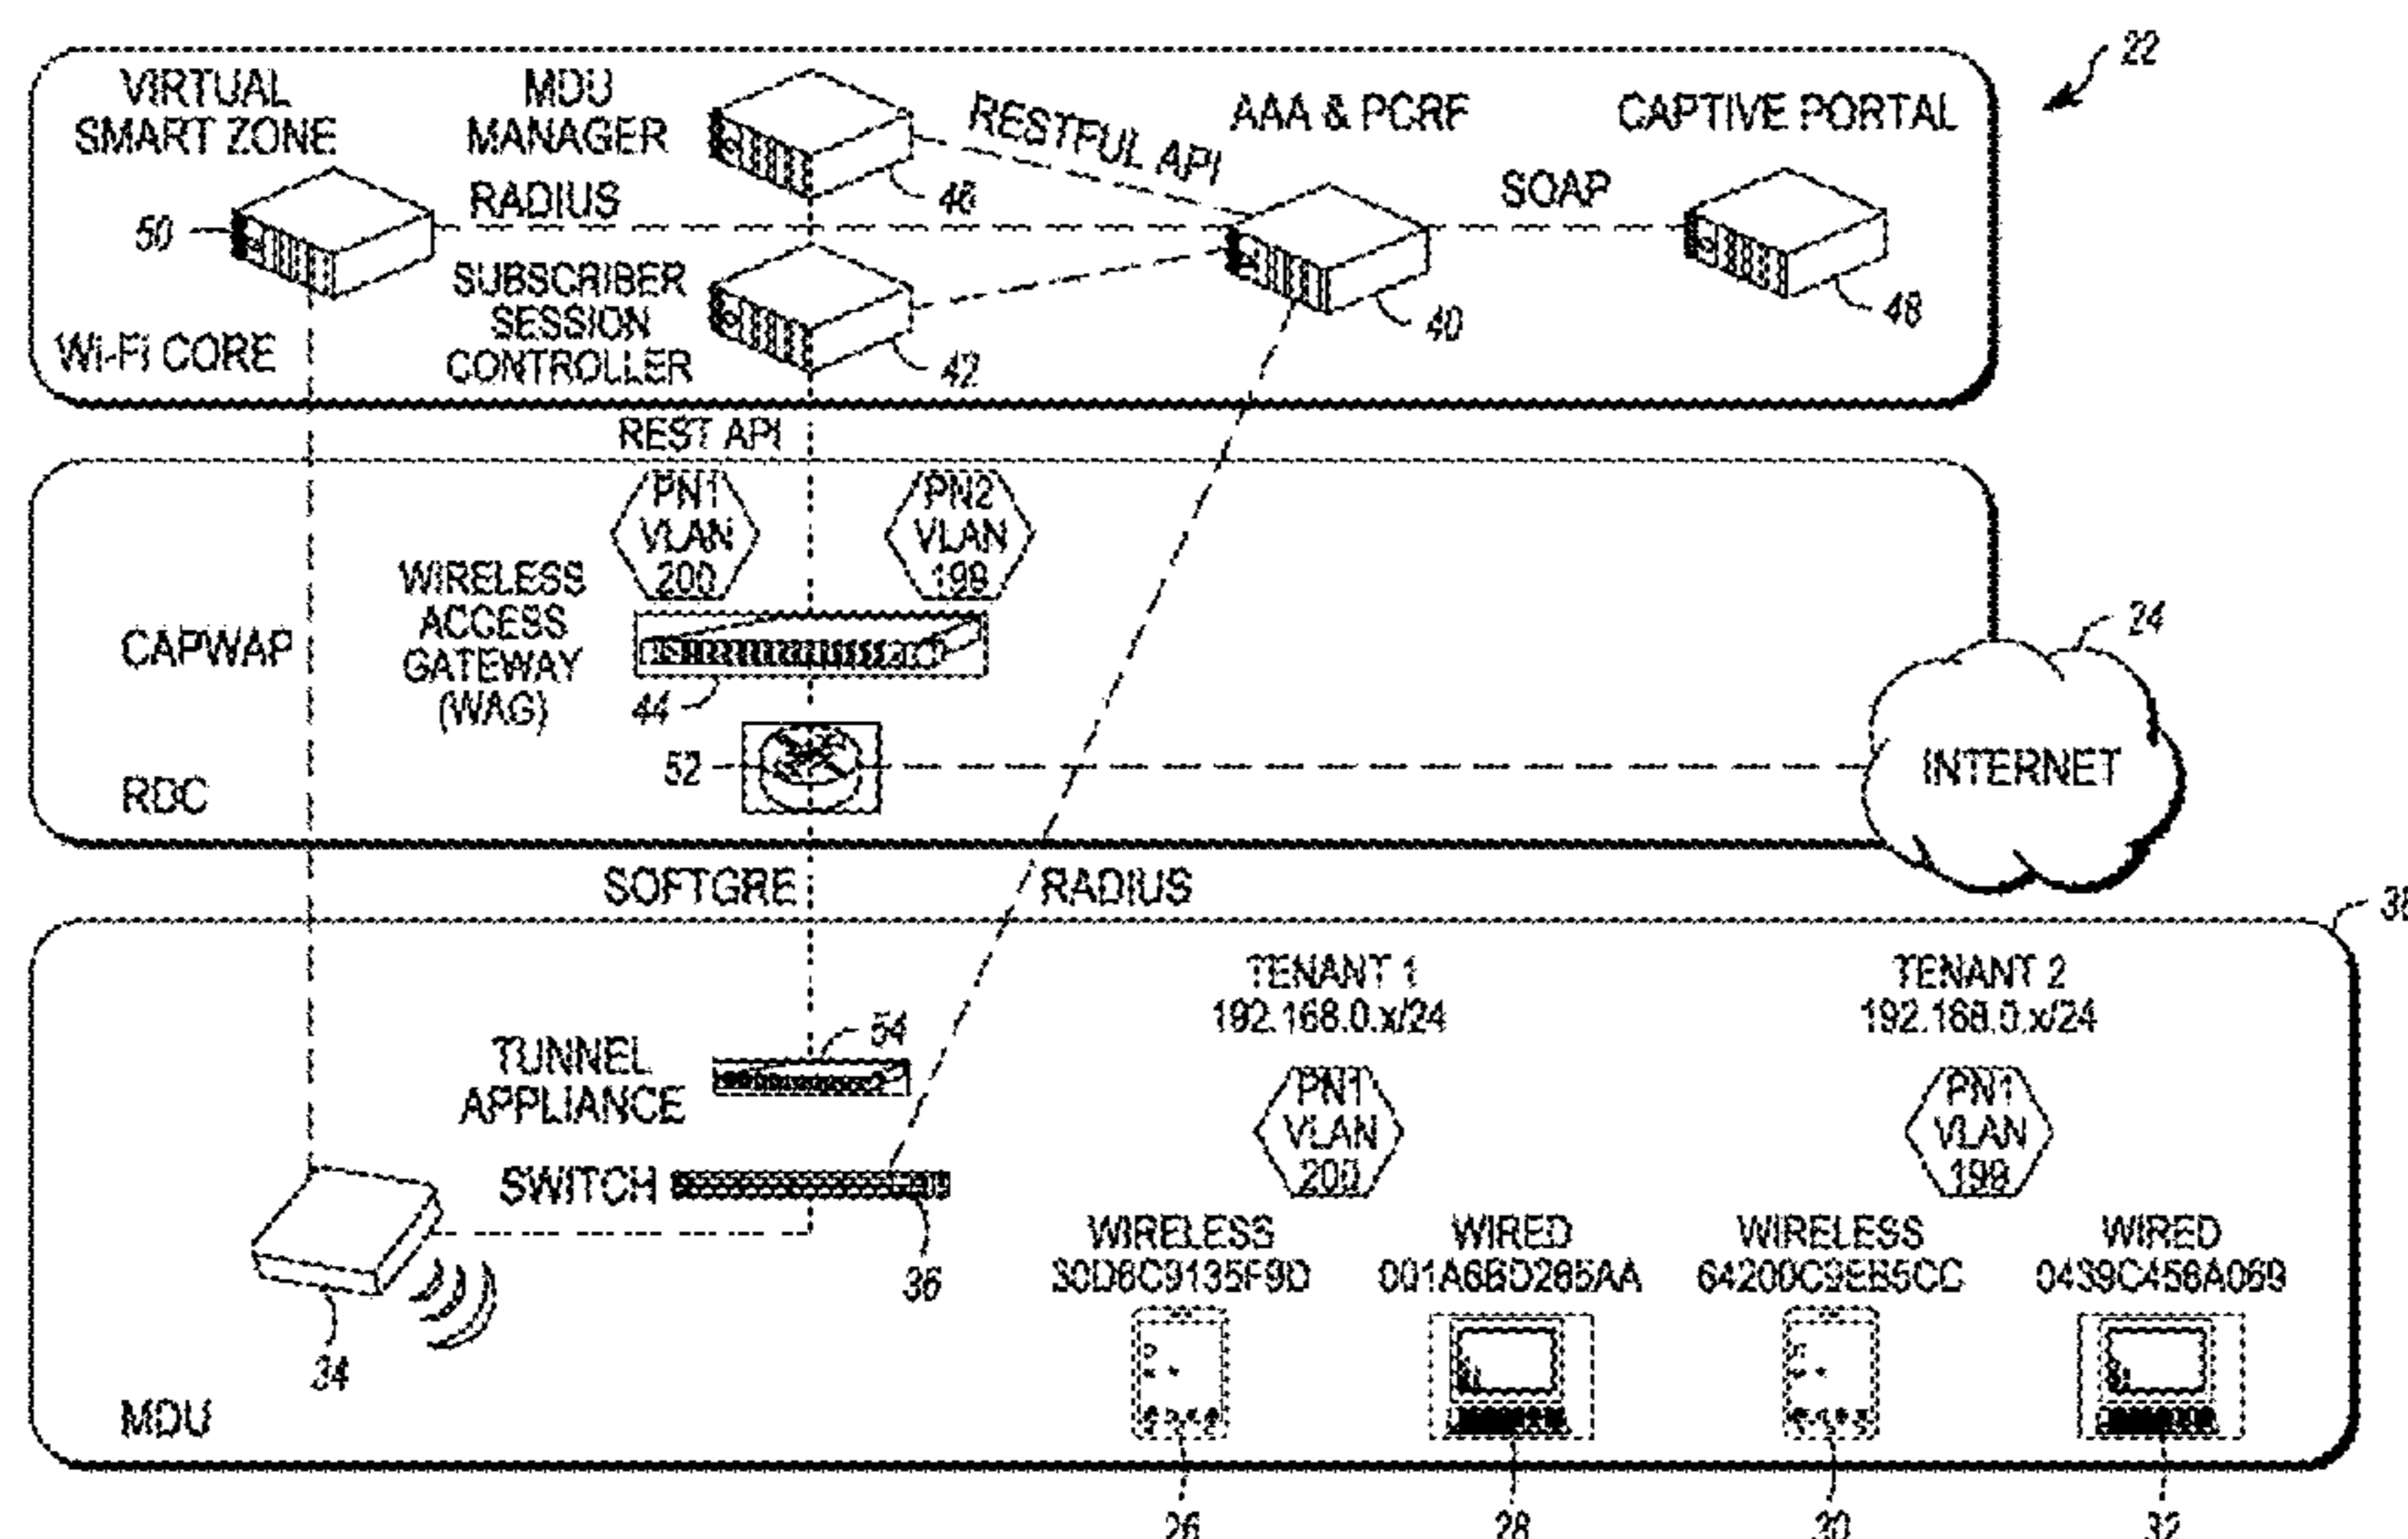 22
VIRTUAL
SMART ZONE
MDU
MANAGER
RESTFUL API
AAA & PCRF
CAPTIVE PORTAL
46
RADIUS
SOAP
50
SUBSCRIBER
SESSION
CONTROLLER
42
40
48
WI-FI CORE
REST API
PN1
VLAN
200
PN2
VLAN
199
WIRELESS
ACCESS
GATEWAY
(WAG)
CAPWAP
24
44
52
INTERNET
RDC
SOFTGRE
RADIUS
TENANT 1
192.168.0.x/24
TENANT 2
192.168.0.x/24
54
TUNNEL
APPLIANCE
PN1
VLAN
200
PN1
VLAN
199
SWITCH
36
WIRELESS
30D6C9135F9D
WIRED
001A6BD265AA
WIRELESS
64200C9EB5CC
WIRED
0439C456A069
34
MDU
26
28
30
32